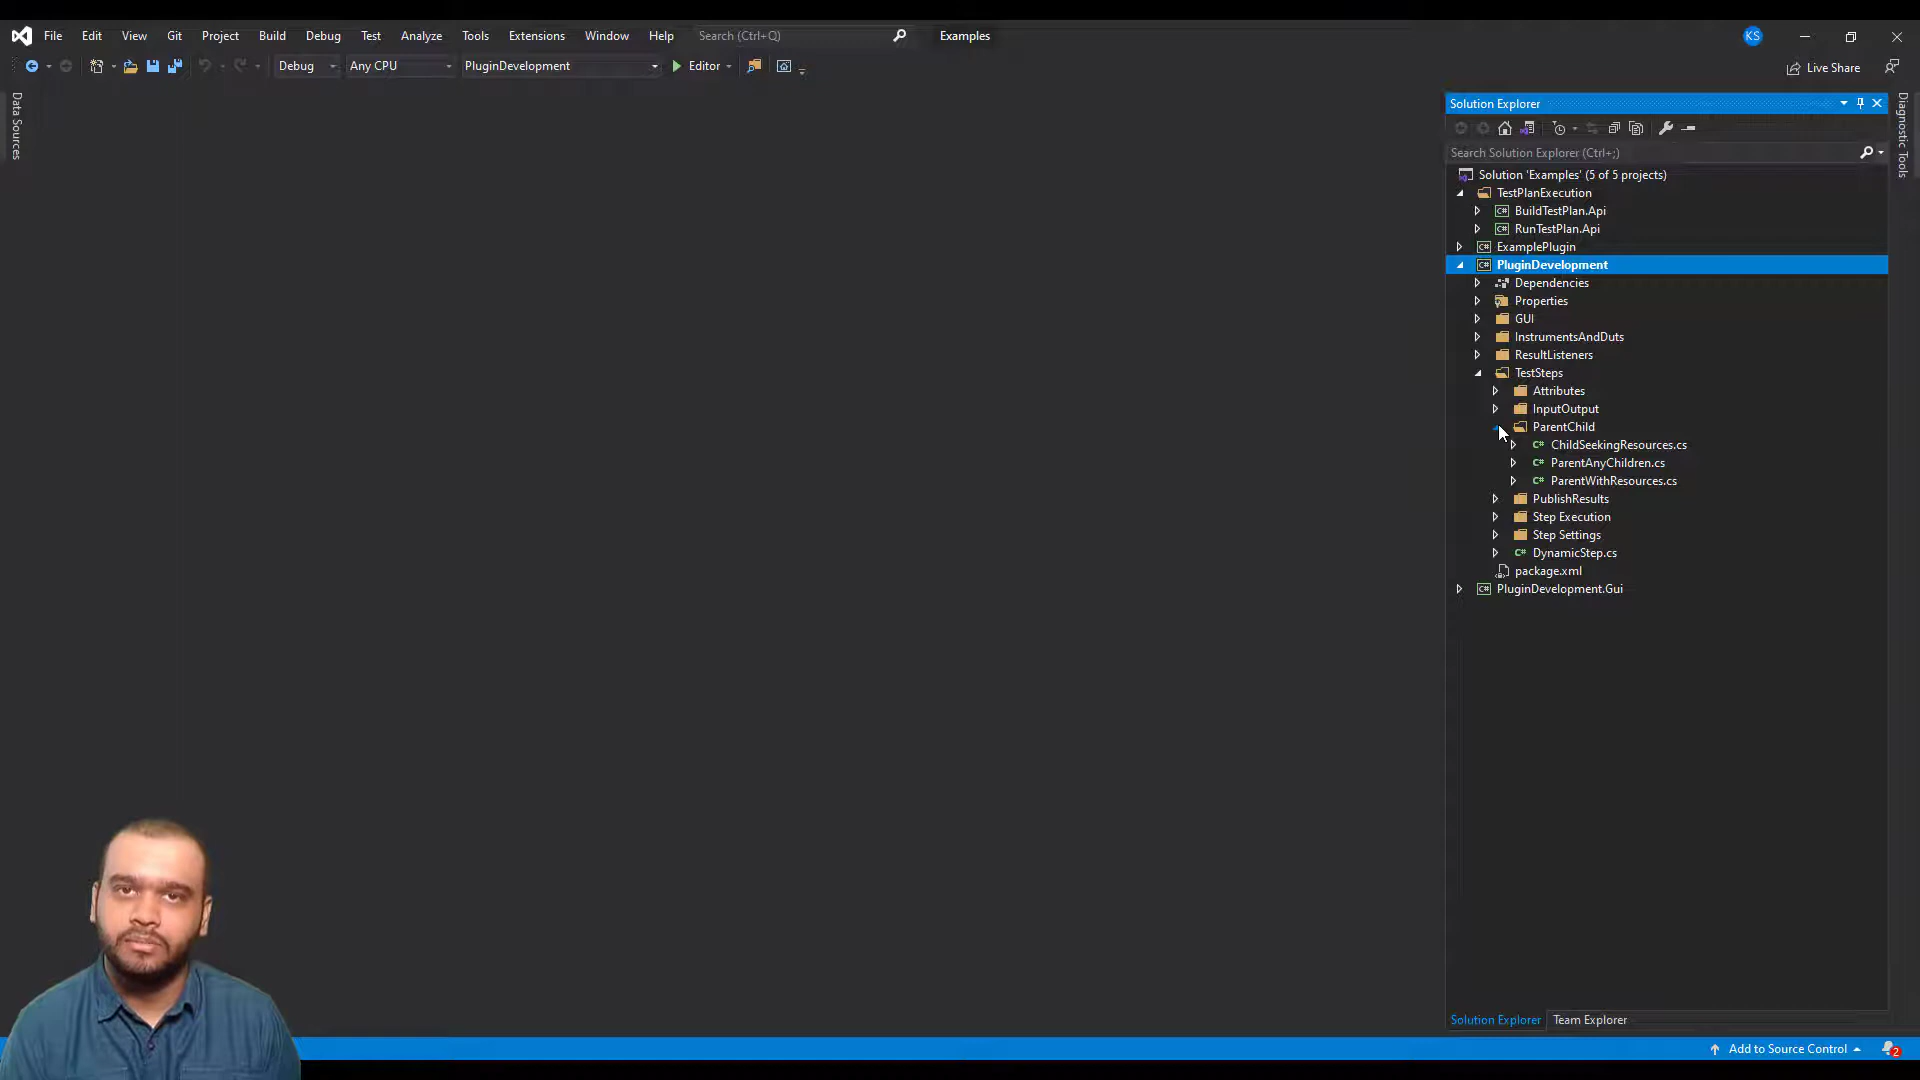 File Edit View Git Project Build Debug Test Analyze Tools Extensions Window Help Search (Ctrl+Q) Examples KS
Debug Any CPU PluginDevelopment Editor Live Share
Data Sources
Diagnostic Tools
Solution Explorer
Search Solution Explorer (Ctrl+;)
Solution 'Examples' (5 of 5 projects)
TestPlanExecution
C# BuildTestPlan.Api
C# RunTestPlan.Api
C# ExamplePlugin
C# PluginDevelopment
Dependencies
Properties
GUI
InstrumentsAndDuts
ResultListeners
TestSteps
Attributes
InputOutput
ParentChild
C# ChildSeekingResources.cs
C# ParentAnyChildren.cs
C# ParentWithResources.cs
PublishResults
Step Execution
Step Settings
C# DynamicStep.cs
package.xml
C# PluginDevelopment.Gui
Solution Explorer Team Explorer
Add to Source Control 2